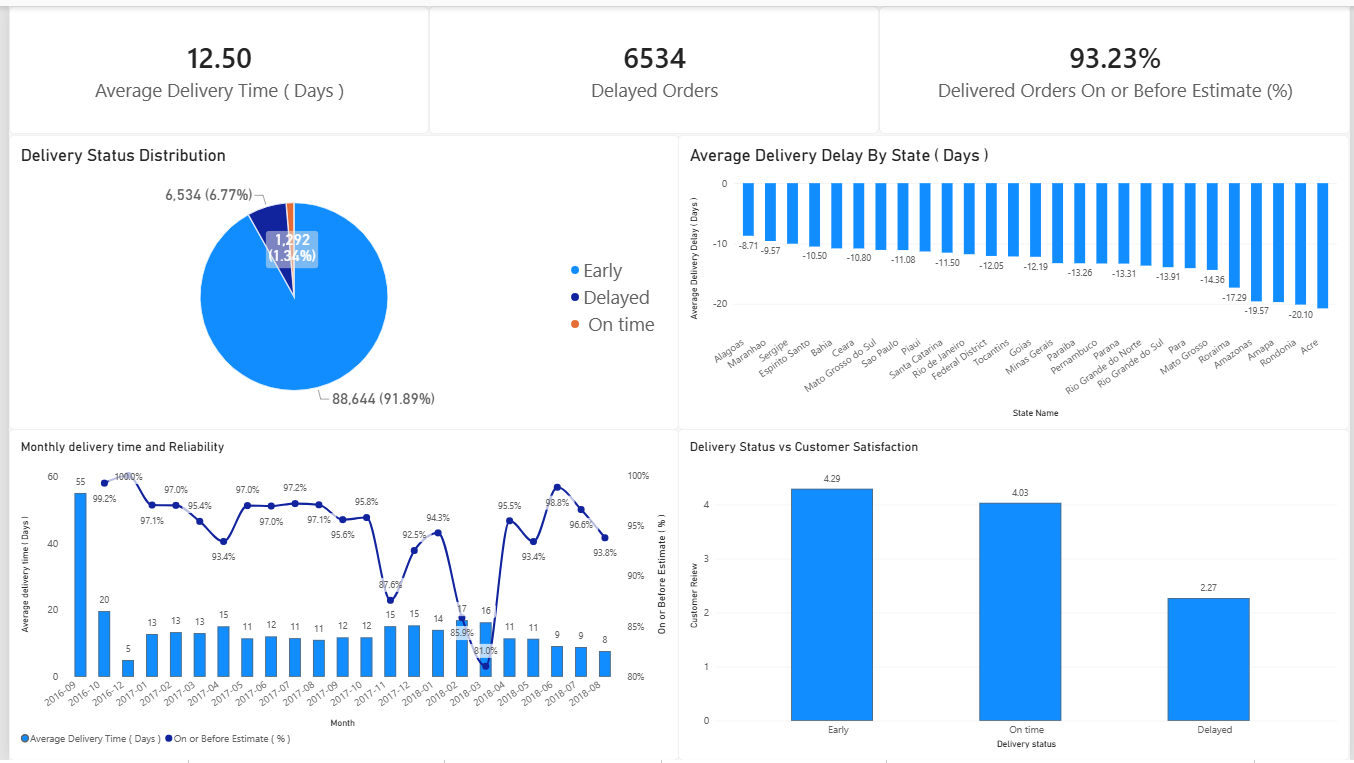 12.50
Average Delivery Time ( Days )
6534
Delayed Orders
93.23%
Delivered Orders On or Before Estimate (%)
Delivery Status Distribution
6,534 (6.77%)
1,292
(1.34%)
88,644 (91.89%)
Early
Delayed
On time
Average Delivery Delay By State ( Days )
Average Delivery Delay ( Days )
0
-10
-20
-8.71
-9.57
-10.50
-10.80
-11.08
-11.50
-12.05
-12.19
-13.26
-13.31
-13.91
-14.36
-17.29
-19.57
-20.10
Alagoas
Maranhao
Sergipe
Espirito Santo
Bahia
Ceara
Mato Grosso do Sul
Sao Paulo
Piaui
Santa Catarina
Rio de Janeiro
Federal District
Tocantins
Goias
Minas Gerais
Paraiba
Pernambuco
Parana
Rio Grande do Norte
Rio Grande do Sul
Para
Mato Grosso
Roraima
Amazonas
Amapa
Rondonia
Acre
State Name
Monthly delivery time and Reliability
Average delivery time ( Days )
60
40
20
0
55
20
5
13
13
13
15
11
12
11
11
12
12
15
15
14
17
16
11
11
9
9
8
99.2%
100.0%
97.1%
97.0%
95.4%
93.4%
97.0%
97.0%
97.2%
97.1%
95.6%
95.8%
87.6%
92.5%
94.3%
85.9%
81.0%
95.5%
93.4%
98.8%
96.6%
93.8%
100%
95%
90%
85%
80%
On or Before Estimate ( % )
2016-09
2016-10
2016-12
2017-01
2017-02
2017-03
2017-04
2017-05
2017-06
2017-07
2017-08
2017-09
2017-10
2017-11
2017-12
2018-01
2018-02
2018-03
2018-04
2018-05
2018-06
2018-07
2018-08
Month
Average Delivery Time ( Days )
On or Before Estimate ( % )
Delivery Status vs Customer Satisfaction
Customer Reiew
4
3
2
1
0
4.29
4.03
2.27
Early
On time
Delayed
Delivery status